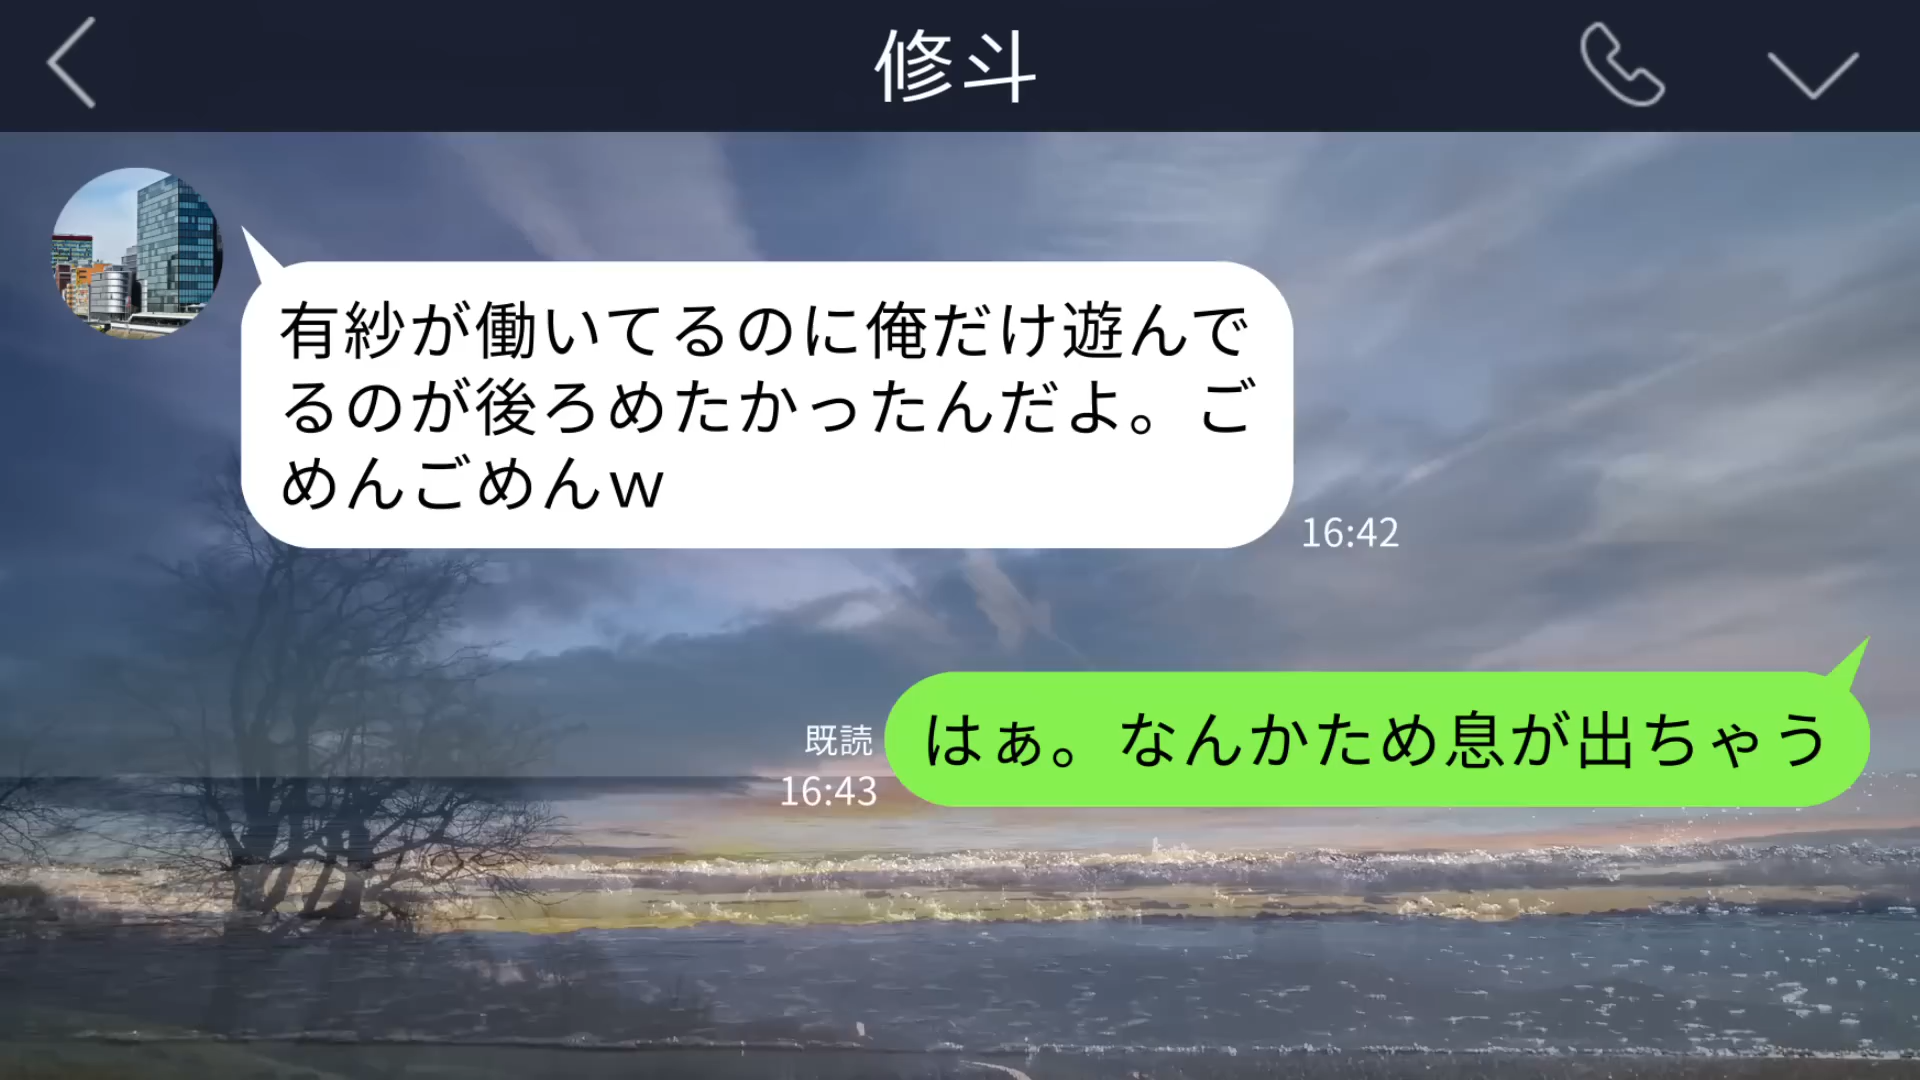 修斗
有紗が働いてるのに俺だけ遊んで
るのが後ろめたかったんだよ。ご
めんごめんｗ
16:42
はぁ。なんかため息が出ちゃう
既読
16:43